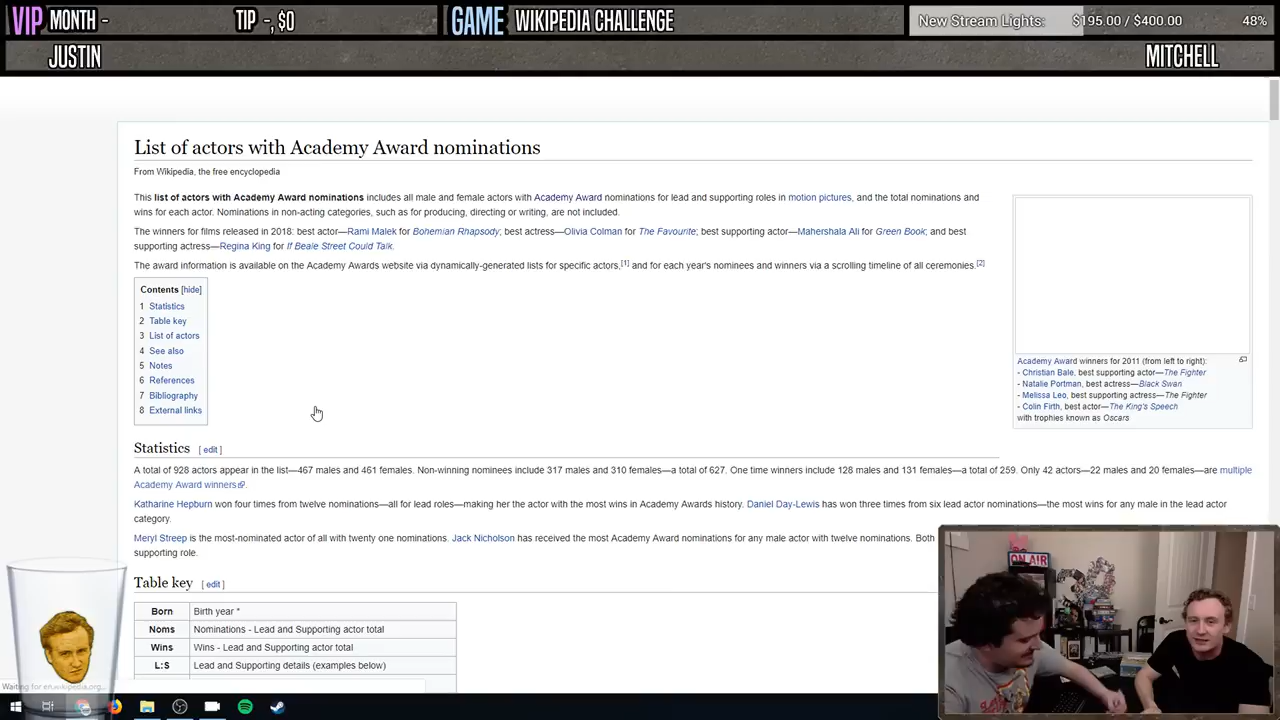 VIP MONTH - TIP -, $0 GAME WIKIPEDIA CHALLENGE New Stream Lights: $195.00 / $400.00 48%
JUSTIN MITCHELL
List of actors with Academy Award nominations
From Wikipedia, the free encyclopedia
This list of actors with Academy Award nominations includes all male and female actors with Academy Award nominations for lead and supporting roles in motion pictures, and the total nominations and
wins for each actor. Nominations in non-acting categories, such as for producing, directing or writing, are not included.
The winners for films released in 2018: best actor—Rami Malek for Bohemian Rhapsody; best actress—Olivia Colman for The Favourite; best supporting actor—Mahershala Ali for Green Book; and best
supporting actress—Regina King for If Beale Street Could Talk.
The award information is available on the Academy Awards website via dynamically-generated lists for specific actors,[1] and for each year's nominees and winners via a scrolling timeline of all ceremonies.[2]
Contents [hide]
1 Statistics
2 Table key
3 List of actors
4 See also
5 Notes
6 References
7 Bibliography
8 External links
Academy Award winners for 2011 (from left to right):
- Christian Bale, best supporting actor—The Fighter
- Natalie Portman, best actress—Black Swan
- Melissa Leo, best supporting actress—The Fighter
- Colin Firth, best actor—The King's Speech
with trophies known as Oscars
Statistics [ edit ]
A total of 928 actors appear in the list—467 males and 461 females. Non-winning nominees include 317 males and 310 females—a total of 627. One time winners include 128 males and 131 females—a total of 259. Only 42 actors—22 males and 20 females—are multiple
Academy Award winners.
Katharine Hepburn won four times from twelve nominations—all for lead roles—making her the actor with the most wins in Academy Awards history. Daniel Day-Lewis has won three times from six lead actor nominations—the most wins for any male in the lead actor
category.
Meryl Streep is the most-nominated actor of all with twenty one nominations. Jack Nicholson has received the most Academy Award nominations for any male actor with twelve nominations. Both
supporting role.
Table key [ edit ]
Born Birth year *
Noms Nominations - Lead and Supporting actor total
Wins Wins - Lead and Supporting actor total
L:S Lead and Supporting details (examples below)
ON AIR
Waiting for en.wikipedia.org...